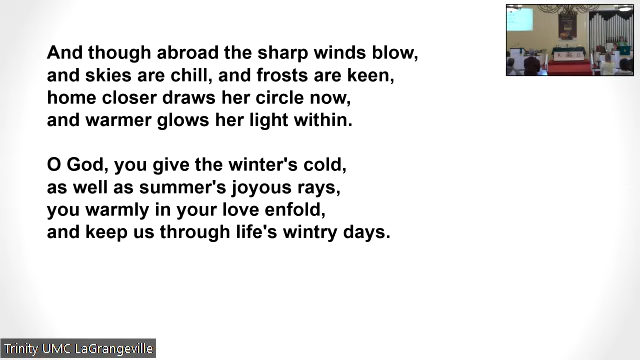 And though abroad the sharp winds blow,
and skies are chill, and frosts are keen,
home closer draws her circle now,
and warmer glows her light within.
O God, you give the winter's cold,
as well as summer's joyous rays,
you warmly in your love enfold,
and keep us through life's wintry days.
Trinity UMC LaGrangeville